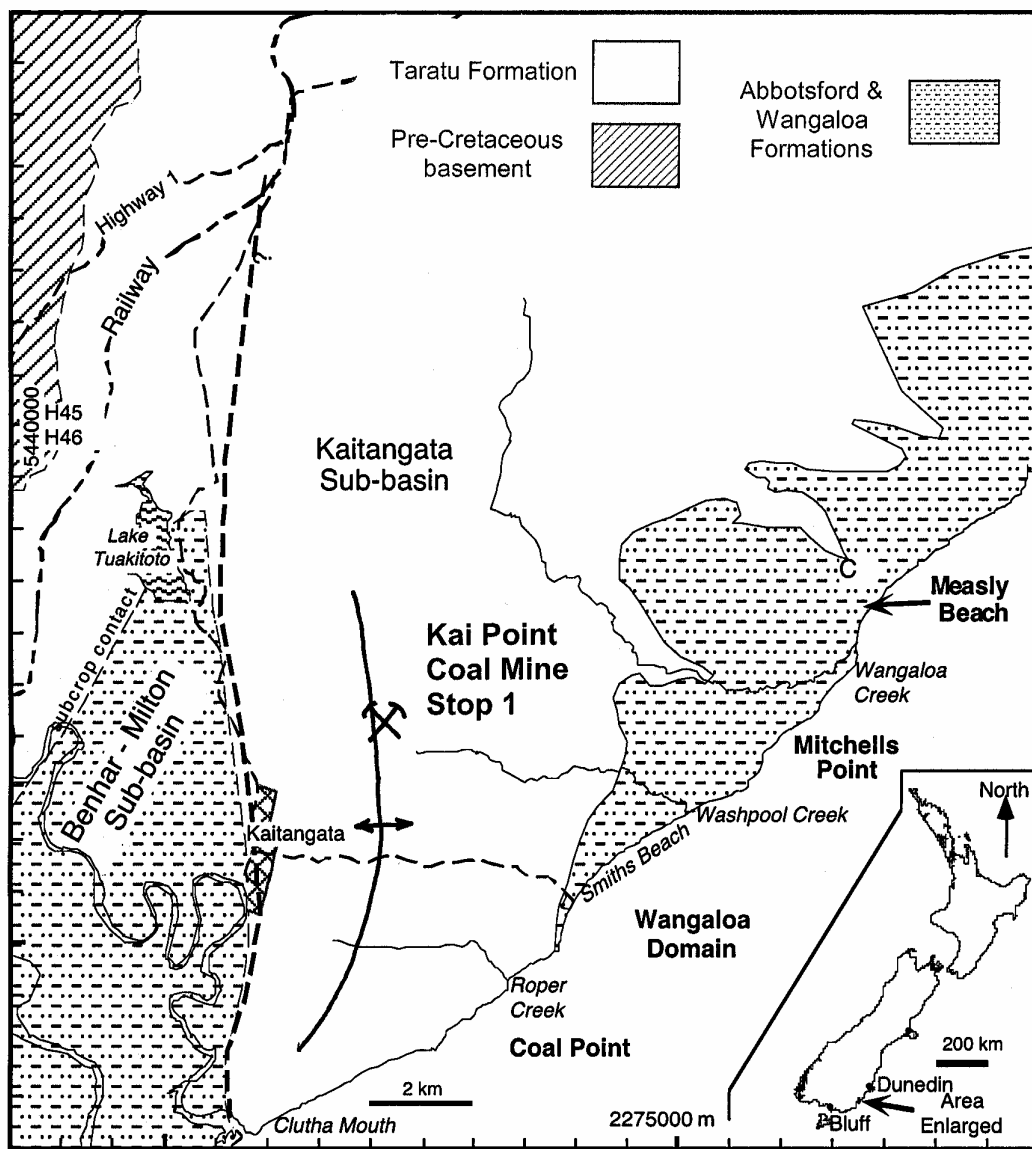 Taratu Formation
Pre-Cretaceous
basement
Abbotsford &
Wangaloa
Formations
Highway 1
Railway
?
5440000
H45
H46
Kaitangata
Sub-basin
Lake
Tuakitoto
subcrop contact
Benhar - Milton
Sub-basin
C
Measly
Beach
Kai Point
Coal Mine
Stop 1
Wangaloa
Creek
Mitchells
Point
Washpool Creek
Kaitangata
Smiths Beach
Wangaloa
Domain
Roper
Creek
Coal Point
2 km
Clutha Mouth
2275000 m
North
200 km
Dunedin
Area
Enlarged
Bluff